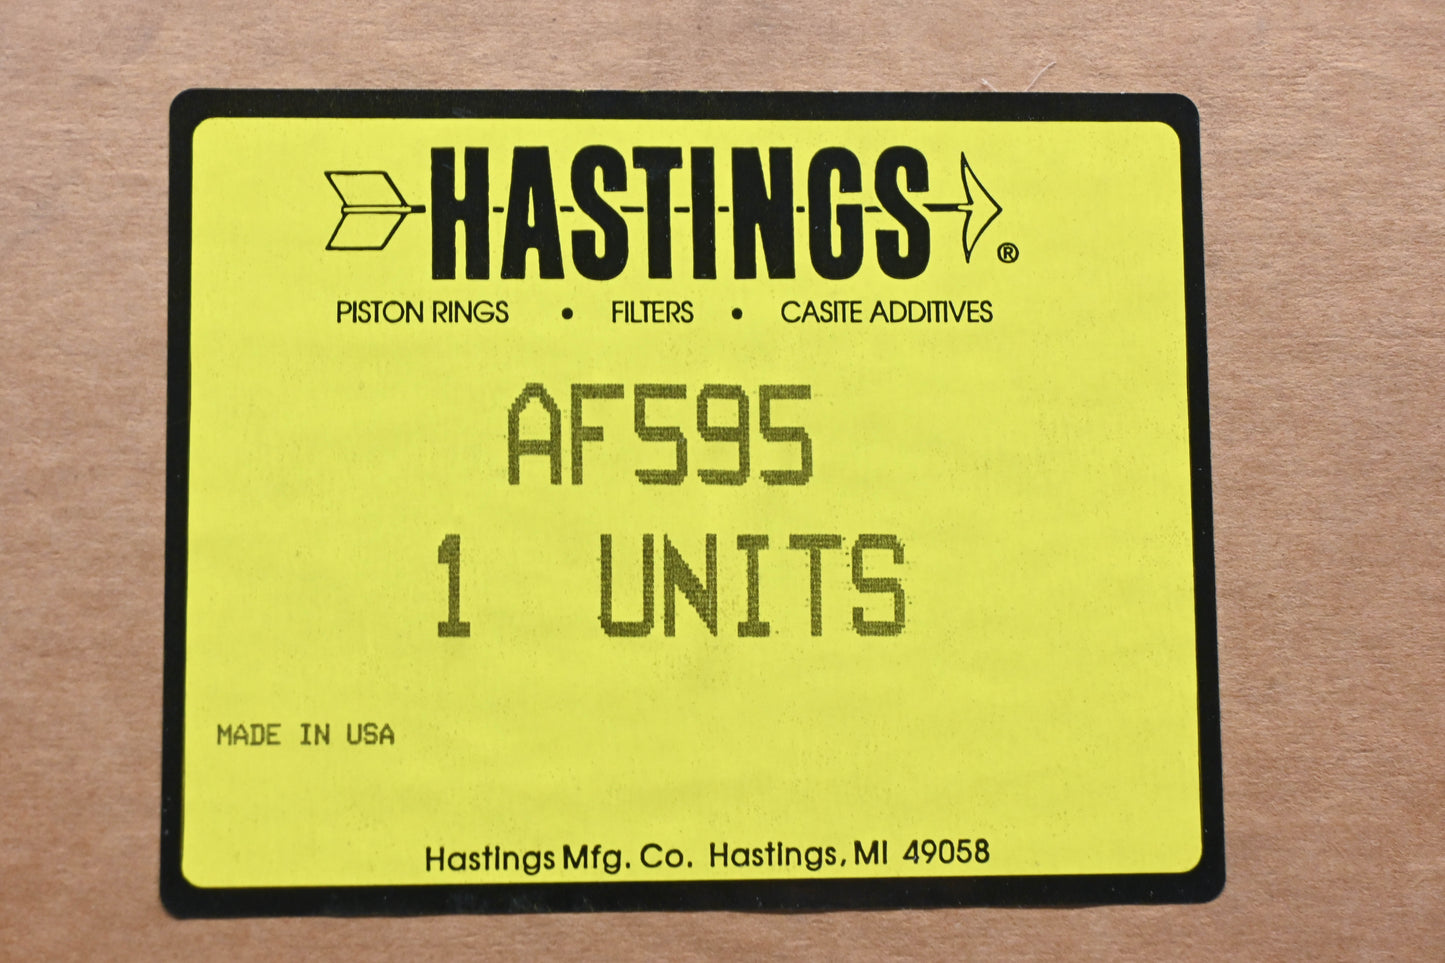 HASTINGS®
PISTON RINGS • FILTERS • CASITE ADDITIVES
AF595
1 UNITS
MADE IN USA
Hastings Mfg. Co. Hastings, MI 49058